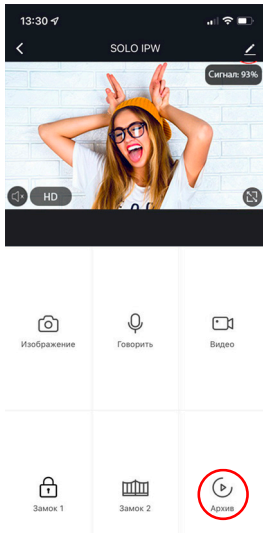 13:30
SOLO IPW
Сигнал: 93%
HD
Изображение
Говорить
Видео
Замок 1
Замок 2
Архив